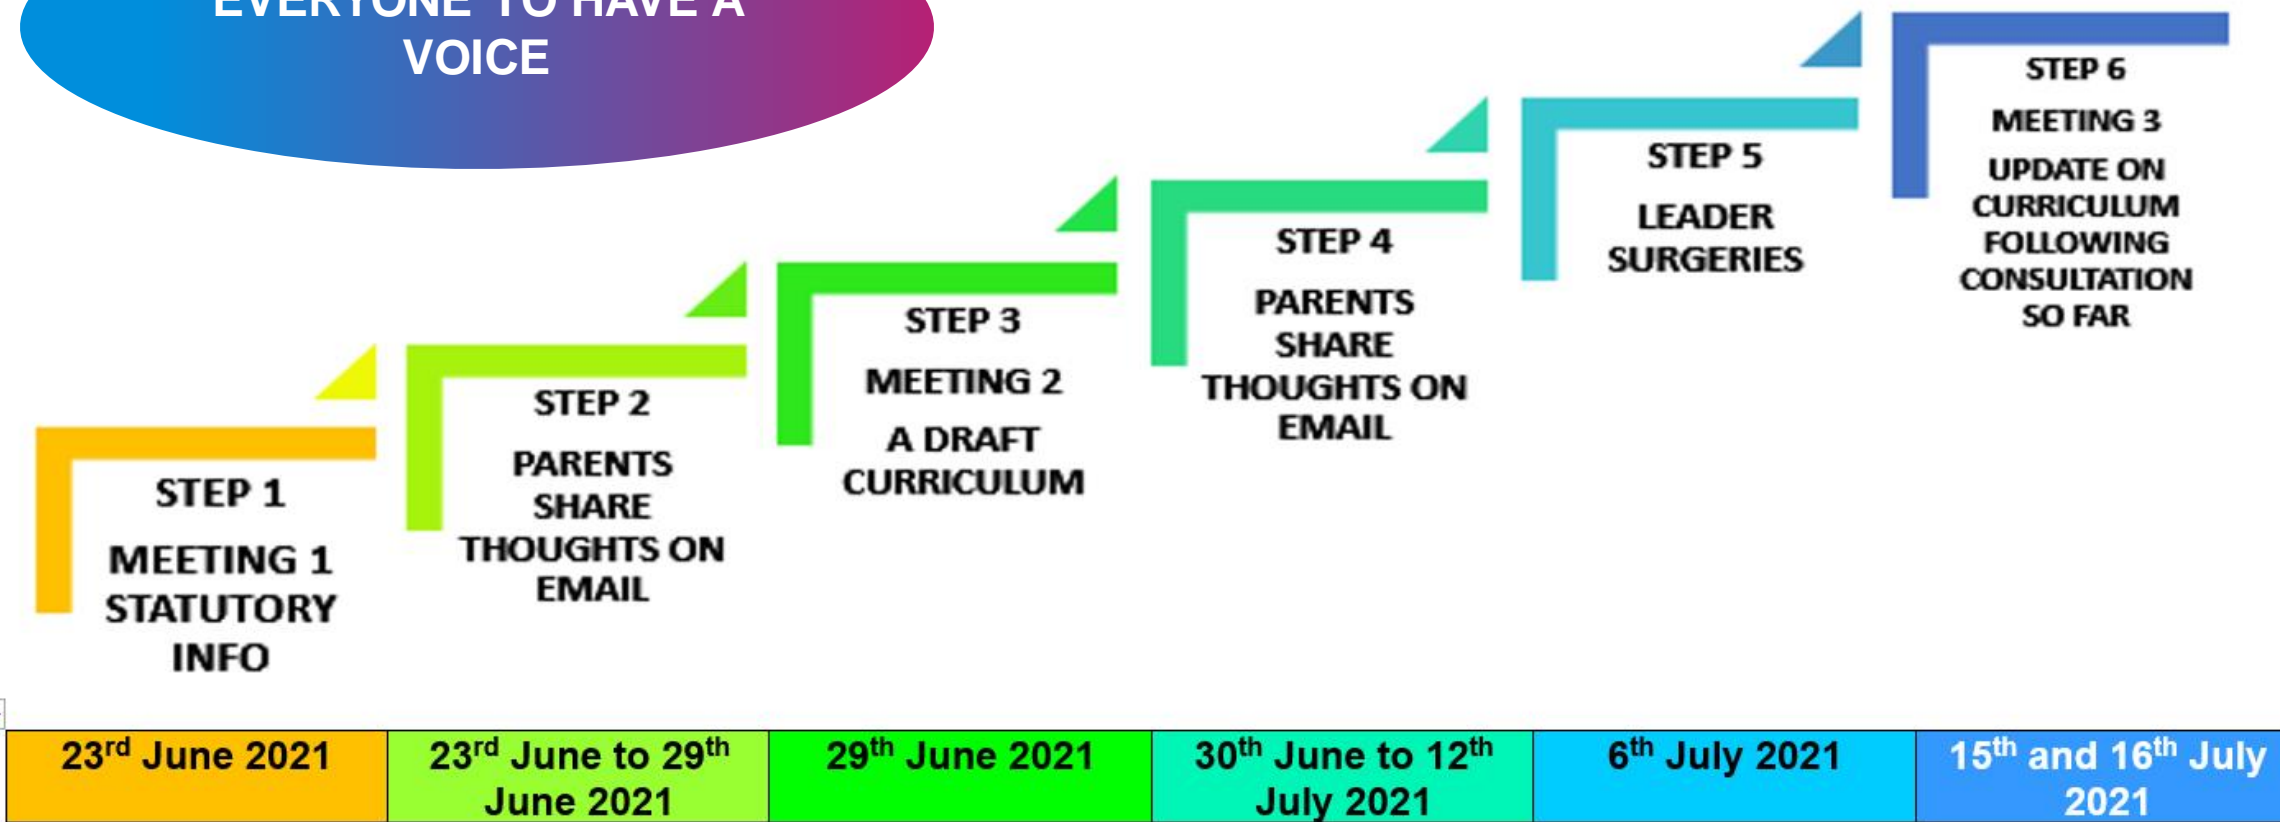 EVERYONE TO HAVE A
VOICE
STEP 1
MEETING 1
STATUTORY
INFO
STEP 2
PARENTS
SHARE
THOUGHTS ON
EMAIL
STEP 3
MEETING 2
A DRAFT
CURRICULUM
STEP 4
PARENTS
SHARE
THOUGHTS ON
EMAIL
STEP 5
LEADER
SURGERIES
STEP 6
MEETING 3
UPDATE ON
CURRICULUM
FOLLOWING
CONSULTATION
SO FAR
23rd June 2021
23rd June to 29th
June 2021
29th June 2021
30th June to 12th
July 2021
6th July 2021
15th and 16th July
2021